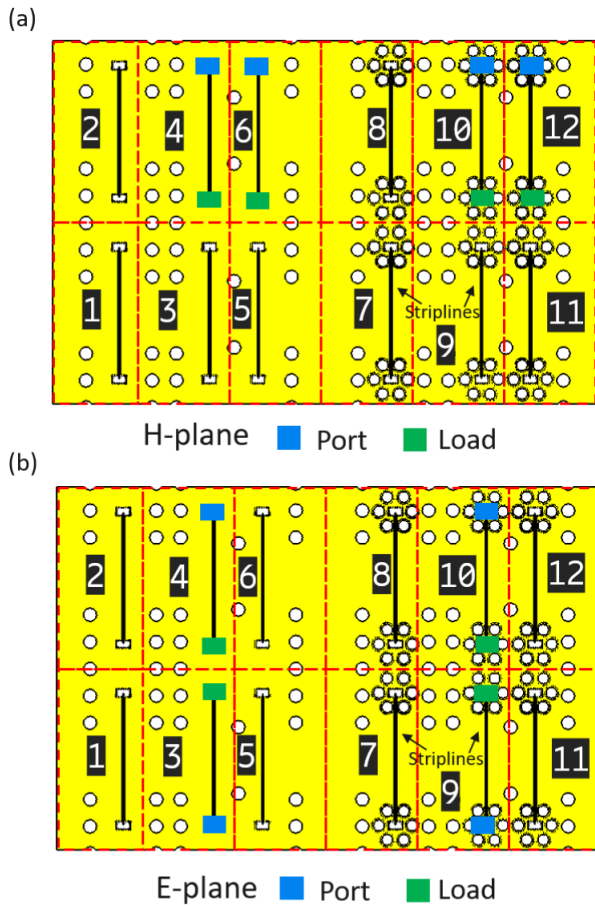 (a)
2 4 6 8 10 12
1 3 5 7 9 11
Striplines
H-plane Port Load
(b)
2 4 6 8 10 12
1 3 5 7 9 11
Striplines
E-plane Port Load